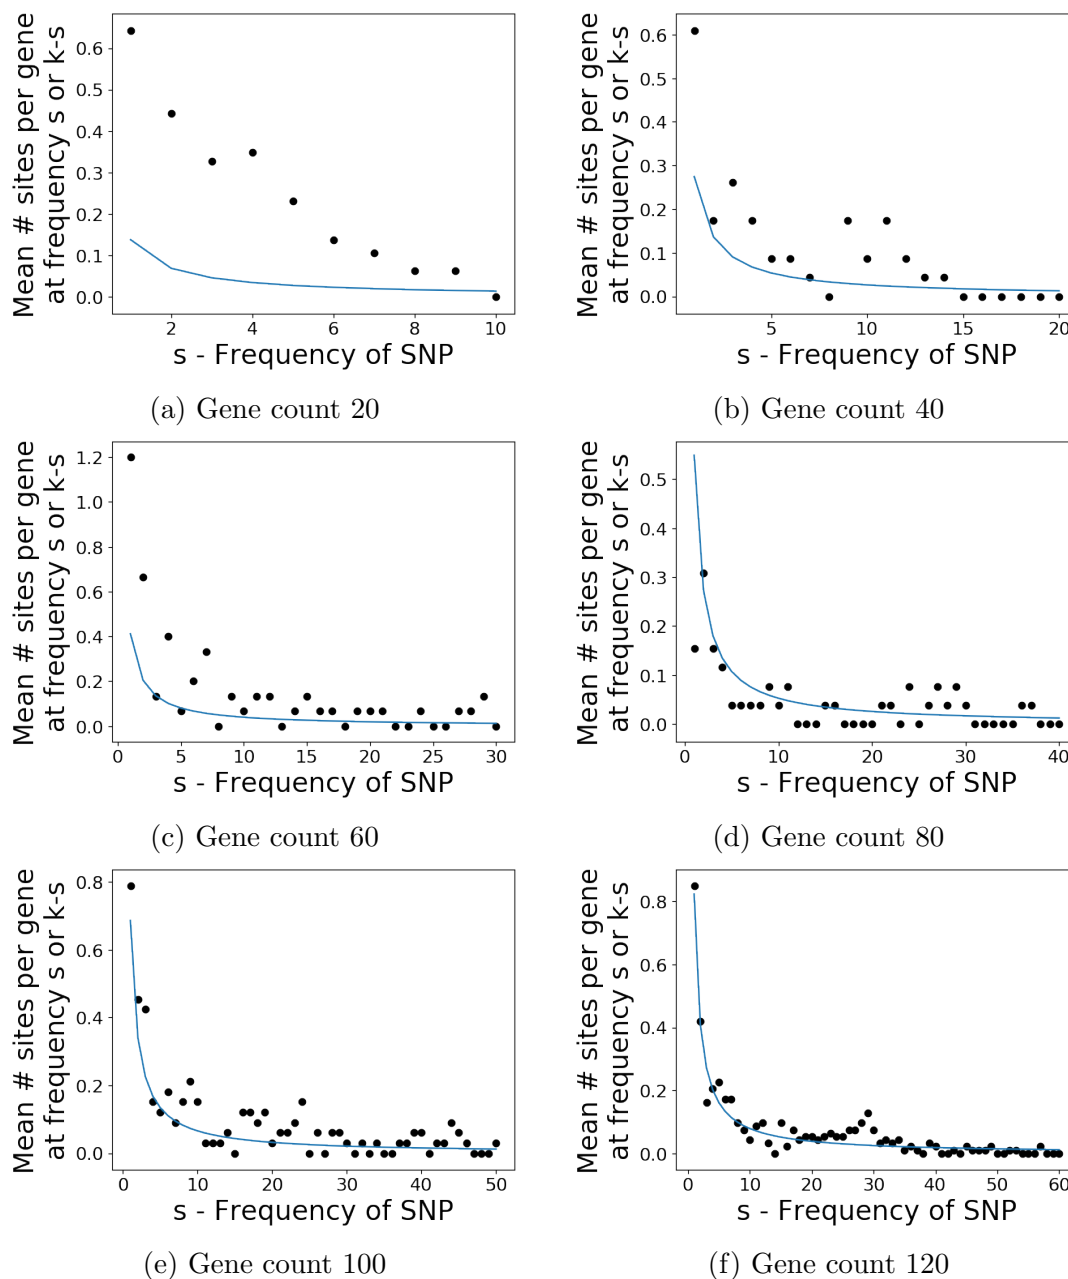 Mean # sites per gene
at frequency s or k-s
0.6
0.5
0.4
0.3
0.2
0.1
0.0
2 4 6 8 10
s - Frequency of SNP
(a) Gene count 20
Mean # sites per gene
at frequency s or k-s
0.6
0.5
0.4
0.3
0.2
0.1
0.0
5 10 15 20
s - Frequency of SNP
(b) Gene count 40
Mean # sites per gene
at frequency s or k-s
1.2
1.0
0.8
0.6
0.4
0.2
0.0
0 5 10 15 20 25 30
s - Frequency of SNP
(c) Gene count 60
Mean # sites per gene
at frequency s or k-s
0.5
0.4
0.3
0.2
0.1
0.0
0 10 20 30 40
s - Frequency of SNP
(d) Gene count 80
Mean # sites per gene
at frequency s or k-s
0.8
0.6
0.4
0.2
0.0
0 10 20 30 40 50
s - Frequency of SNP
(e) Gene count 100
Mean # sites per gene
at frequency s or k-s
0.8
0.6
0.4
0.2
0.0
0 10 20 30 40 50 60
s - Frequency of SNP
(f) Gene count 120